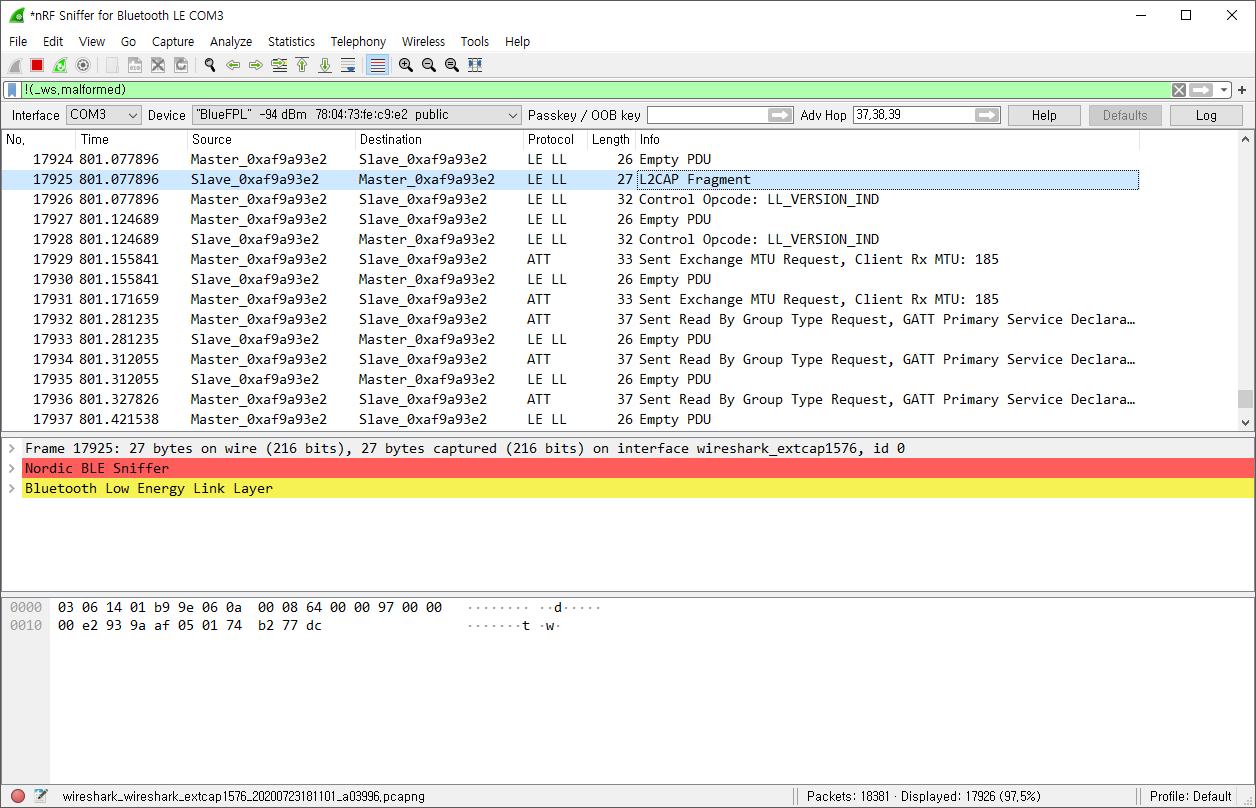 *nRF Sniffer for Bluetooth LE COM3
File Edit View Go Capture Analyze Statistics Telephony Wireless Tools Help
!(_ws.malformed)
Interface COM3 Device "BlueFPL" -94 dBm 78:04:73:fe:c9:e2 public Passkey / OOB key Adv Hop 37,38,39 Help Defaults Log
No. Time Source Destination Protocol Length Info
17924 801.077896 Master_0xaf9a93e2 Slave_0xaf9a93e2 LE LL 26 Empty PDU
17925 801.077896 Slave_0xaf9a93e2 Master_0xaf9a93e2 LE LL 27 L2CAP Fragment
17926 801.077896 Master_0xaf9a93e2 Slave_0xaf9a93e2 LE LL 32 Control Opcode: LL_VERSION_IND
17927 801.124689 Master_0xaf9a93e2 Slave_0xaf9a93e2 LE LL 26 Empty PDU
17928 801.124689 Slave_0xaf9a93e2 Master_0xaf9a93e2 LE LL 32 Control Opcode: LL_VERSION_IND
17929 801.155841 Master_0xaf9a93e2 Slave_0xaf9a93e2 ATT 33 Sent Exchange MTU Request, Client Rx MTU: 185
17930 801.155841 Slave_0xaf9a93e2 Master_0xaf9a93e2 LE LL 26 Empty PDU
17931 801.171659 Master_0xaf9a93e2 Slave_0xaf9a93e2 ATT 33 Sent Exchange MTU Request, Client Rx MTU: 185
17932 801.281235 Master_0xaf9a93e2 Slave_0xaf9a93e2 ATT 37 Sent Read By Group Type Request, GATT Primary Service Declara…
17933 801.281235 Slave_0xaf9a93e2 Master_0xaf9a93e2 LE LL 26 Empty PDU
17934 801.312055 Master_0xaf9a93e2 Slave_0xaf9a93e2 ATT 37 Sent Read By Group Type Request, GATT Primary Service Declara…
17935 801.312055 Slave_0xaf9a93e2 Master_0xaf9a93e2 LE LL 26 Empty PDU
17936 801.327826 Master_0xaf9a93e2 Slave_0xaf9a93e2 ATT 37 Sent Read By Group Type Request, GATT Primary Service Declara…
17937 801.421538 Master_0xaf9a93e2 Slave_0xaf9a93e2 LE LL 26 Empty PDU
Frame 17925: 27 bytes on wire (216 bits), 27 bytes captured (216 bits) on interface wireshark_extcap1576, id 0
Nordic BLE Sniffer
Bluetooth Low Energy Link Layer
0000 03 06 14 01 b9 9e 06 0a 00 08 64 00 00 97 00 00 ········ ··d·····
0010 00 e2 93 9a af 05 01 74 b2 77 dc ·······t ·w·
wireshark_wireshark_extcap1576_20200723181101_a03996.pcapng Packets: 18381 · Displayed: 17926 (97.5%) Profile: Default